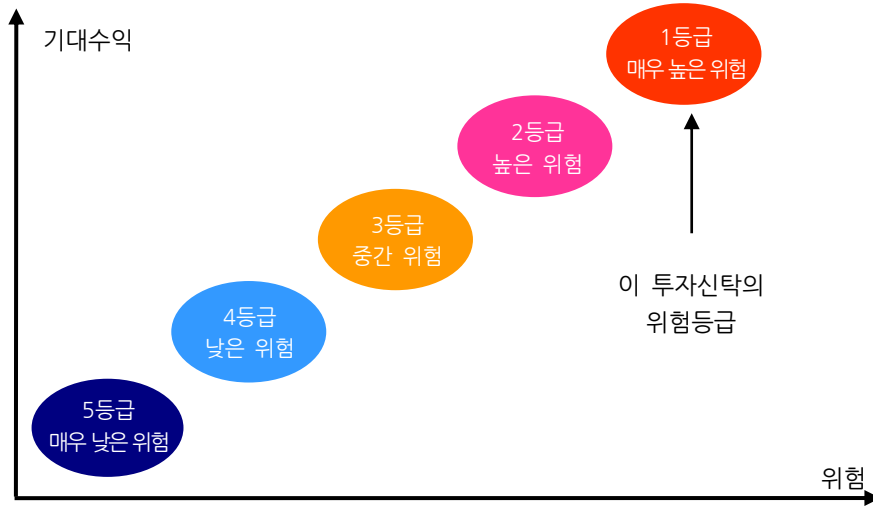 기대수익
1등급
매우 높은 위험
2등급
높은 위험
3등급
중간 위험
이 투자신탁의
위험등급
4등급
낮은 위험
5등급
매우 낮은 위험
위험